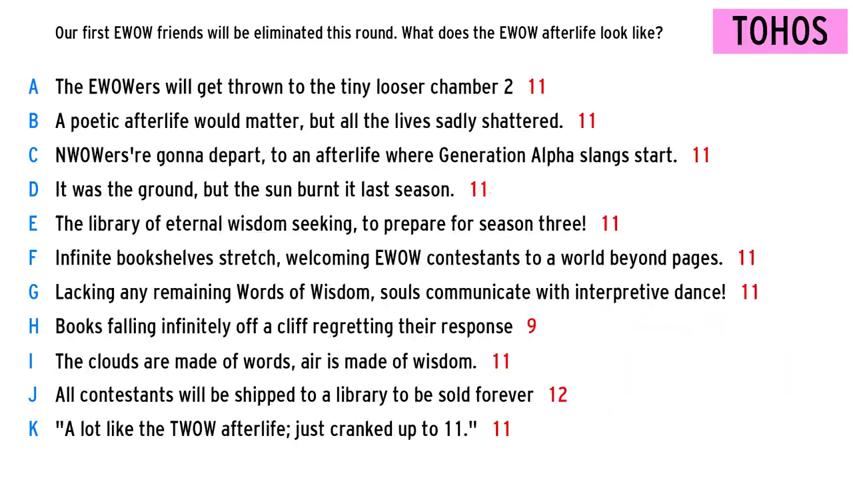 Our first EWOW friends will be eliminated this round. What does the EWOW afterlife look like?
TOHOS
A The EWOWers will get thrown to the tiny looser chamber 2 11
B A poetic afterlife would matter, but all the lives sadly shattered. 11
C NWOWers're gonna depart, to an afterlife where Generation Alpha slangs start. 11
D It was the ground, but the sun burnt it last season. 11
E The library of eternal wisdom seeking, to prepare for season three! 11
F Infinite bookshelves stretch, welcoming EWOW contestants to a world beyond pages. 11
G Lacking any remaining Words of Wisdom, souls communicate with interpretive dance! 11
H Books falling infinitely off a cliff regretting their response 9
I The clouds are made of words, air is made of wisdom. 11
J All contestants will be shipped to a library to be sold forever 12
K "A lot like the TWOW afterlife; just cranked up to 11." 11